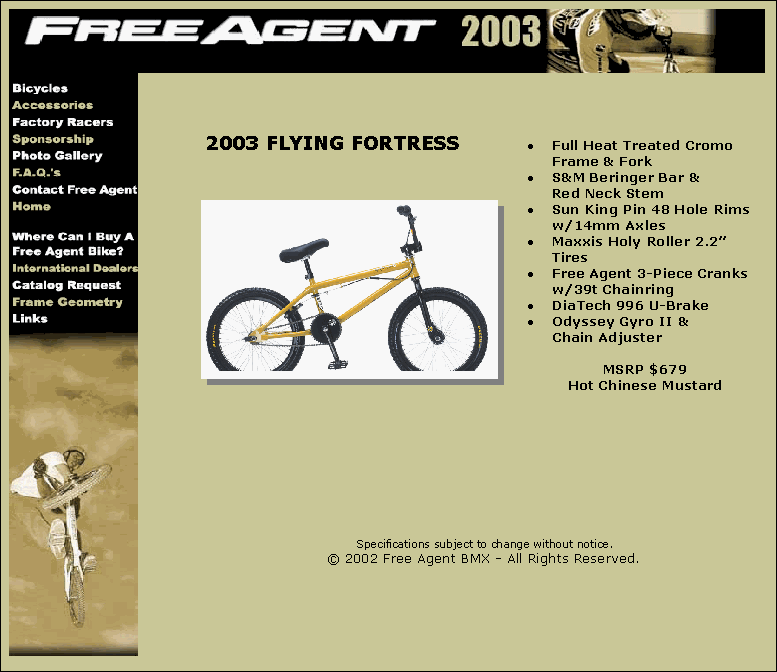 FREEAGENT 2003
Bicycles
Accessories
Factory Racers
Sponsorship
Photo Gallery
F.A.Q.'s
Contact Free Agent
Home
Where Can I Buy A
Free Agent Bike?
International Dealers
Catalog Request
Frame Geometry
Links
2003 FLYING FORTRESS
• Full Heat Treated Cromo
Frame & Fork
• S&M Beringer Bar &
Red Neck Stem
• Sun King Pin 48 Hole Rims
w/14mm Axles
• Maxxis Holy Roller 2.2”
Tires
• Free Agent 3-Piece Cranks
w/39t Chainring
• DiaTech 996 U-Brake
• Odyssey Gyro II &
Chain Adjuster
MSRP $679
Hot Chinese Mustard
Specifications subject to change without notice.
© 2002 Free Agent BMX – All Rights Reserved.